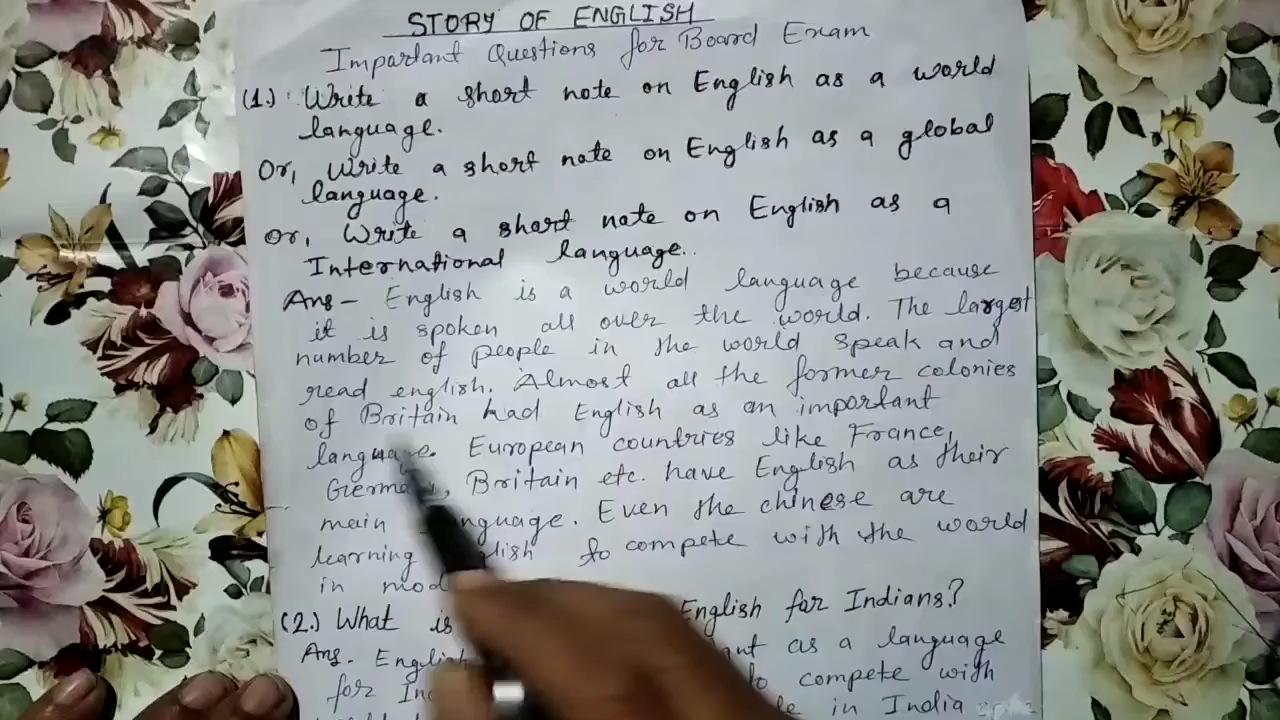 STORY OF ENGLISH
Important Questions for Board Exam
(1.) Write a short note on English as a world
language.
Or, Write a short note on English as a global
language.
Or, Write a short note on English as a
International language..
Ans - English is a world language because
it is spoken all over the world. The largest
number of people in the world speak and
read english. Almost all the former colonies
of Britain had English as an important
language. European countries like France,
Germany, Britain etc. have English as their
main language. Even the chinese are
learning English to compete with the world
in
(2.) What is English for Indians?
Ans. English as a language
for to compete with
in India